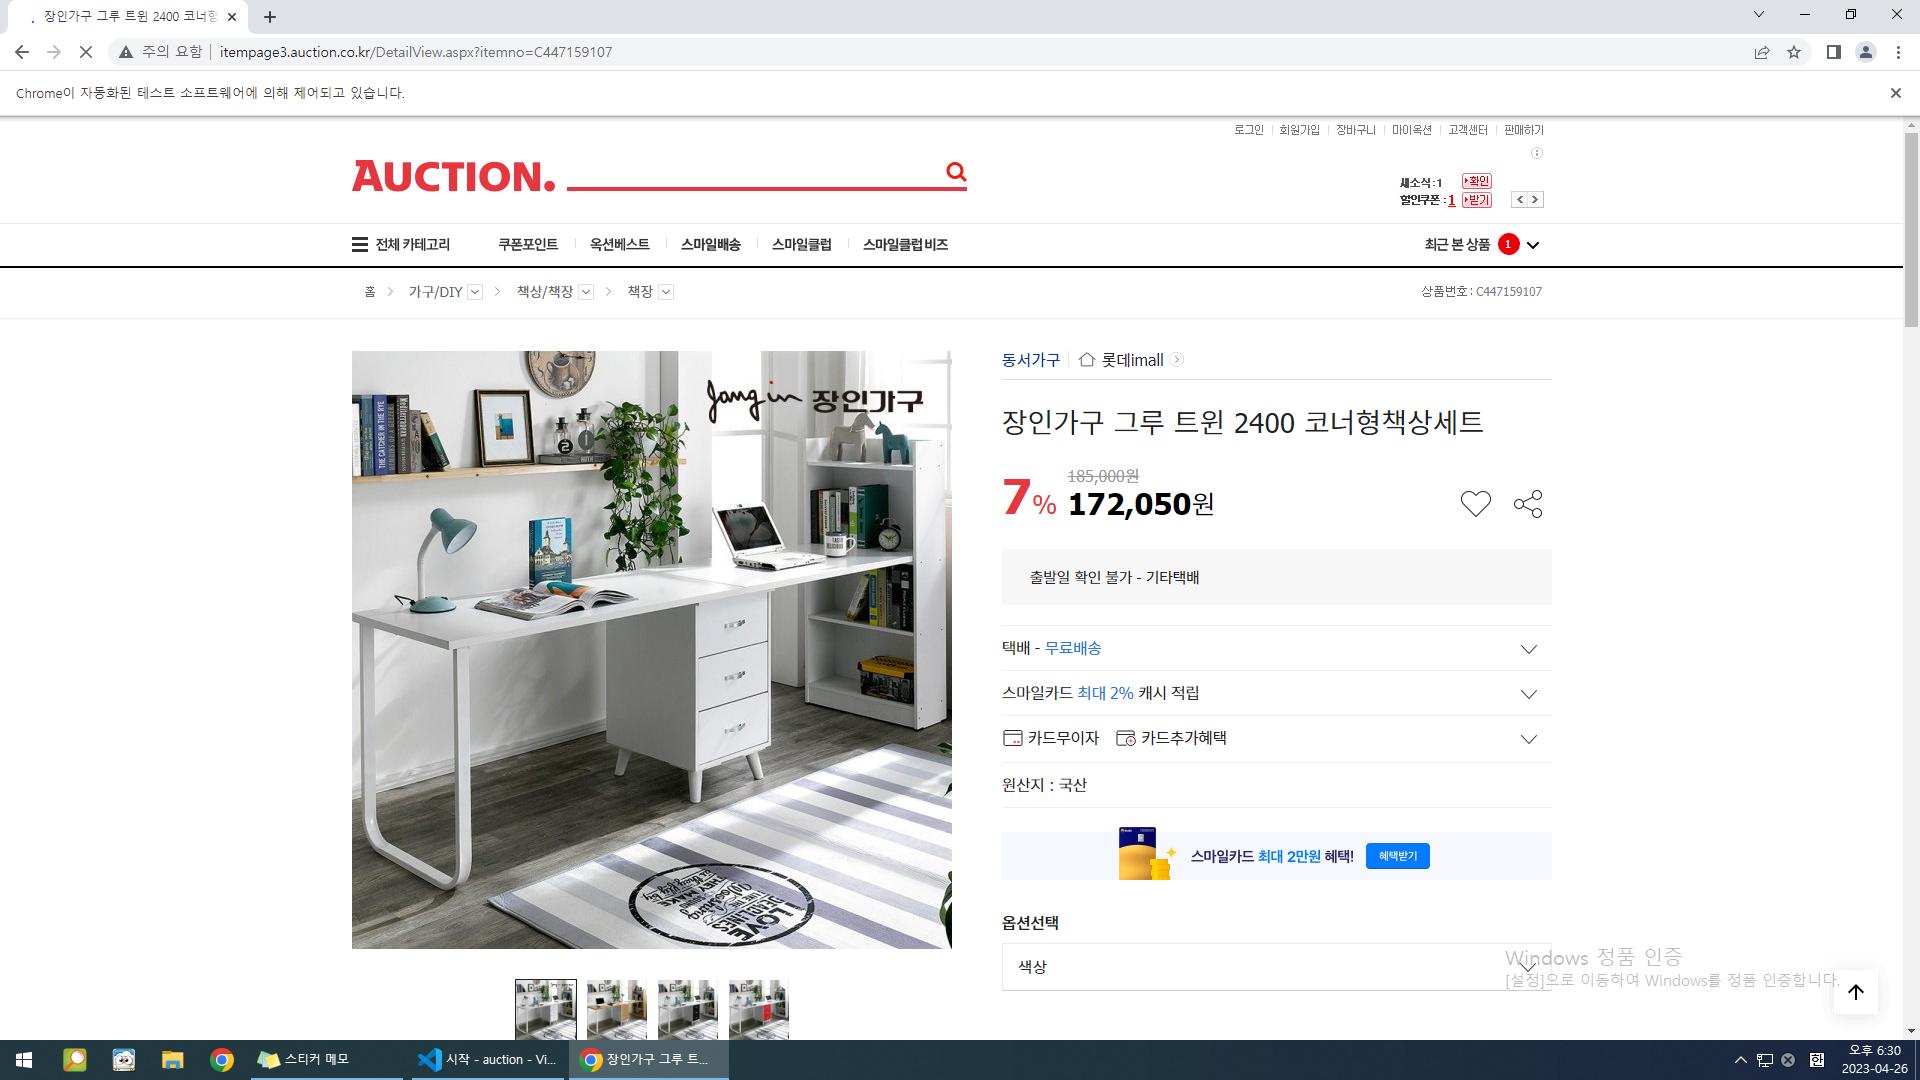 장인가구 그루 트윈 2400 코너형
주의 요함
itempage3.auction.co.kr/DetailView.aspx?itemno=C447159107
Chrome이 자동화된 테스트 소프트웨어에 의해 제어되고 있습니다.
로그인 회원가입 장바구니 마이옥션 고객센터 판매하기
AUCTION.
새소식:1 확인
할인쿠폰:1 받기
전체 카테고리 쿠폰포인트 옥션베스트 스마일배송 스마일클럽 스마일클럽 비즈 최근 본 상품 1
홈 가구/DIY 책상/책장 책장 상품번호 : C447159107
동서가구 롯데imall
Jang in 장인가구
장인가구 그루 트윈 2400 코너형책상세트
185,000원
7% 172,050원
출발일 확인 불가 - 기타택배
택배 - 무료배송
스마일카드 최대 2% 캐시 적립
카드무이자 카드추가혜택
원산지 : 국산
스마일카드 최대 2만원 혜택! 혜택받기
옵션선택
색상
THE CATCHER IN THE RYE
2
1
LOVE
DEADLINES
THEY MAKE
Windows 정품 인증
[설정]으로 이동하여 Windows를 정품 인증합니다.
스티커 메모
시작 - auction - Vi...
장인가구 그루 트...
한
오후 6:30
2023-04-26